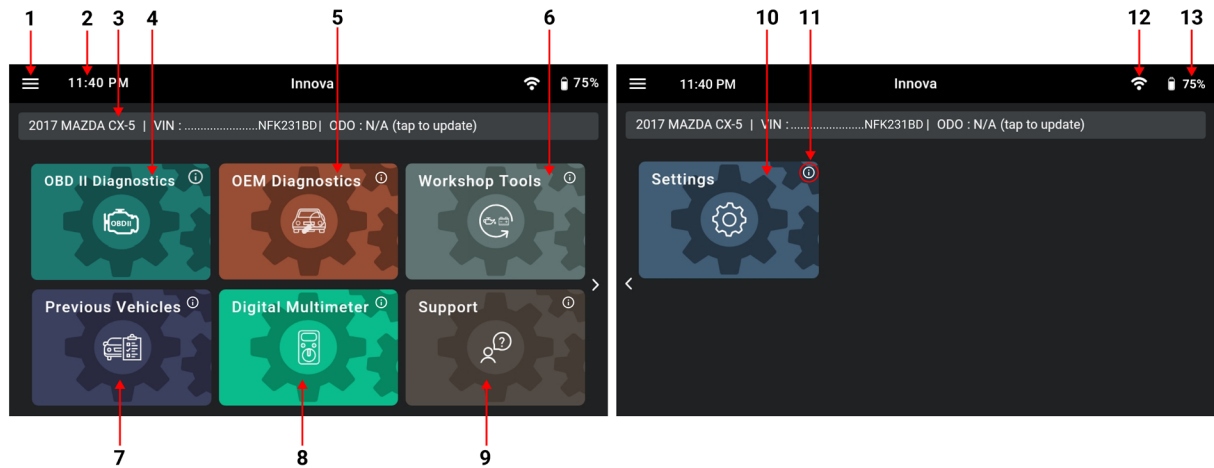 1 2 3 4 5 6 10 11 12 13
11:40 PM Innova 75%
2017 MAZDA CX-5 | VIN : ......................NFK231BD | ODO : N/A (tap to update)
OBD II Diagnostics OEM Diagnostics Workshop Tools
OBDII
Previous Vehicles Digital Multimeter Support
?
7 8 9
11:40 PM Innova 75%
2017 MAZDA CX-5 | VIN : ......................NFK231BD | ODO : N/A (tap to update)
Settings